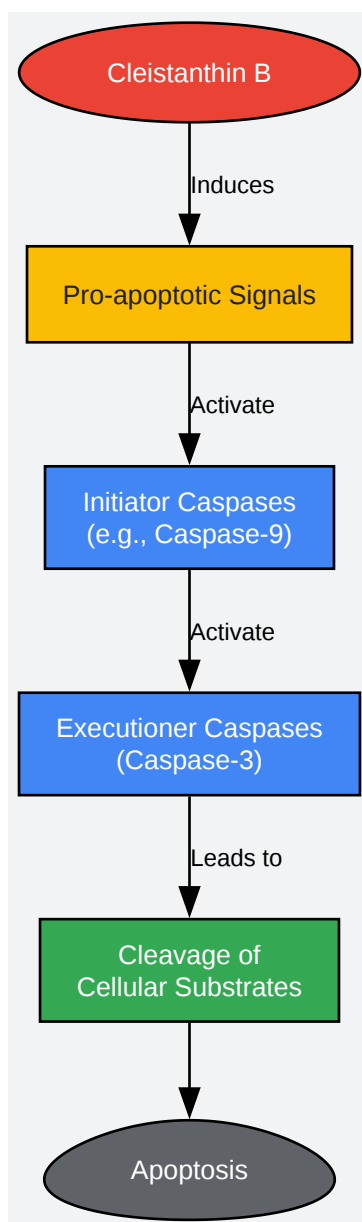 Cleistanthin B
Induces
Pro-apoptotic Signals
Activate
Initiator Caspases
(e.g., Caspase-9)
Activate
Executioner Caspases
(Caspase-3)
Leads to
Cleavage of
Cellular Substrates
Apoptosis